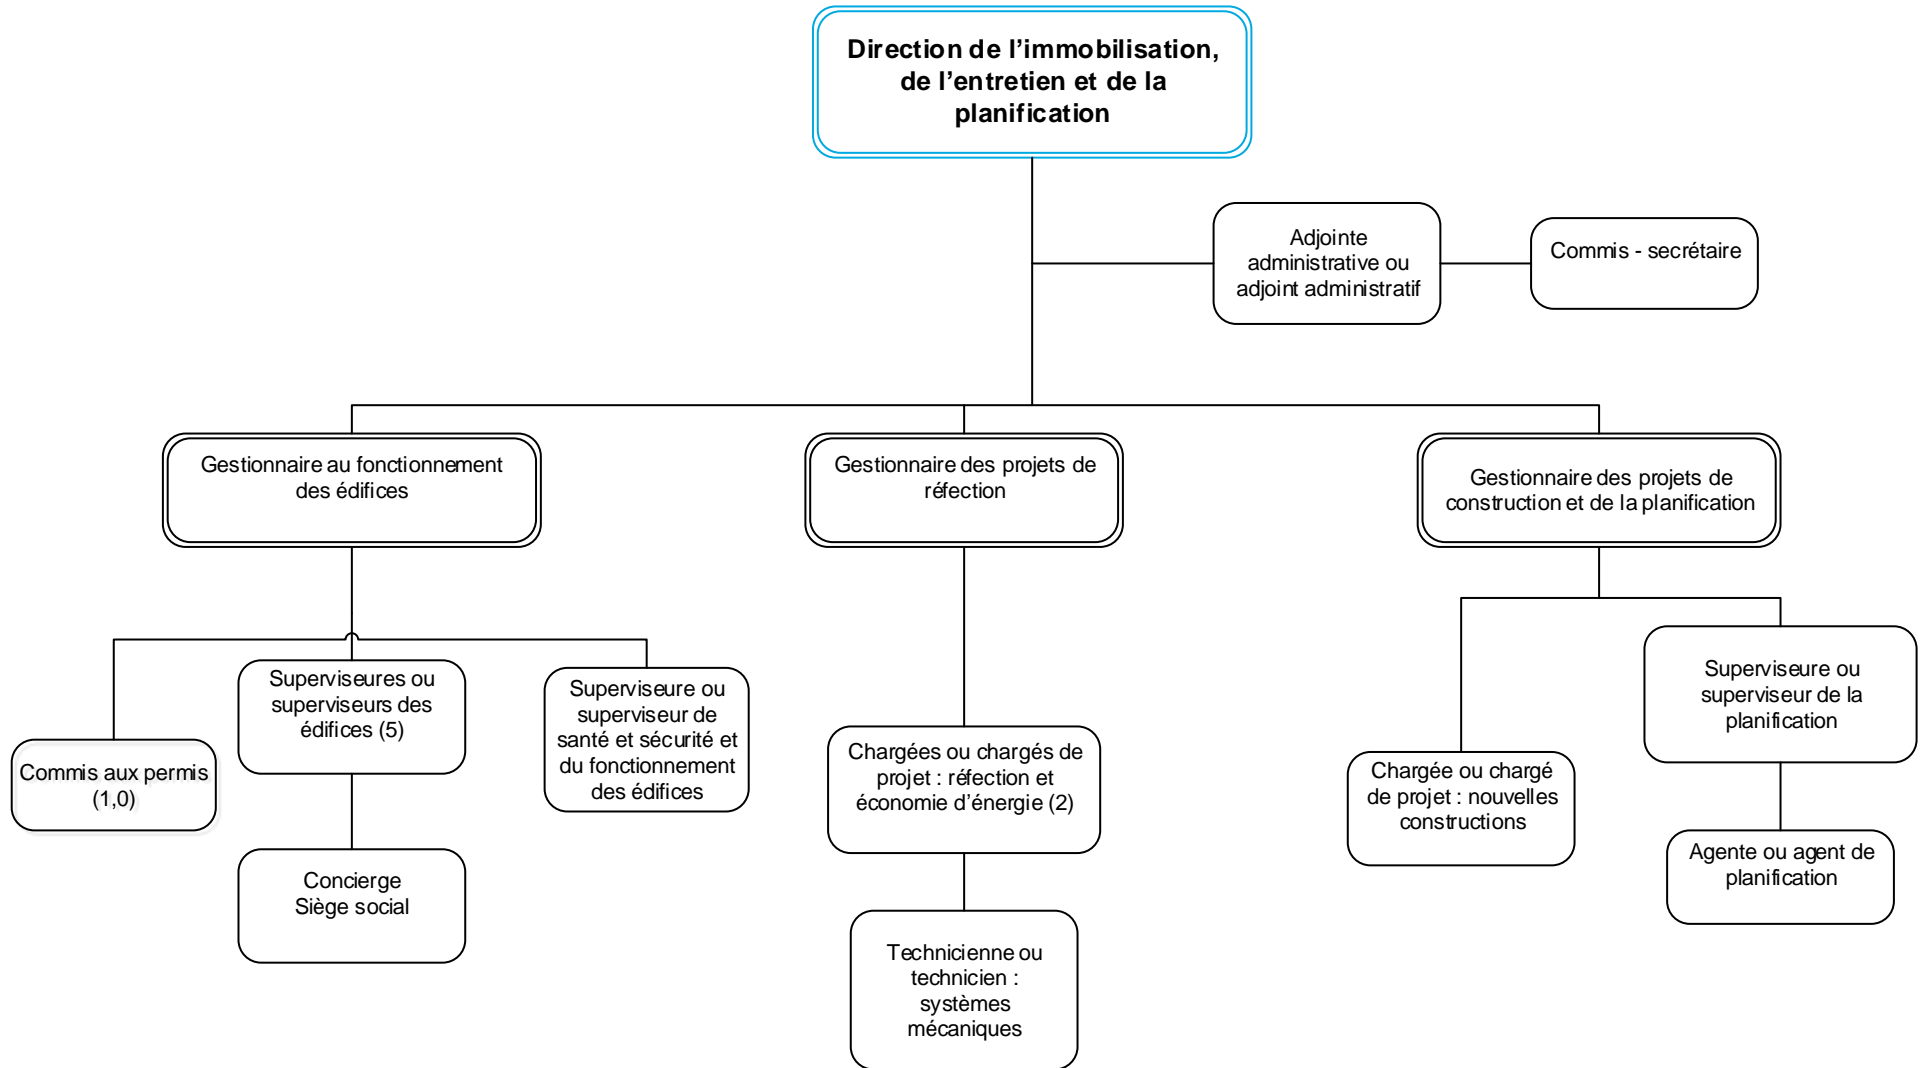 Direction de l’immobilisation,
de l’entretien et de la
planification
Adjointe
administrative ou
adjoint administratif
Commis - secrétaire
Gestionnaire au fonctionnement
des édifices
Gestionnaire des projets de
réfection
Gestionnaire des projets de
construction et de la planification
Commis aux permis
(1,0)
Superviseures ou
superviseurs des
édifices (5)
Superviseure ou
superviseur de
santé et sécurité et
du fonctionnement
des édifices
Concierge
Siège social
Chargées ou chargés de
projet : réfection et
économie d’énergie (2)
Technicienne ou
technicien :
systèmes
mécaniques
Chargée ou chargé
de projet : nouvelles
constructions
Superviseure ou
superviseur de la
planification
Agente ou agent de
planification